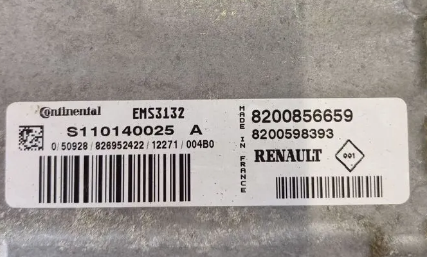 Continental EMS3132
S110140025 A
0/50928/826952422/12271/004B0
MADE IN FRANCE
8200856659
8200598393
RENAULT 001